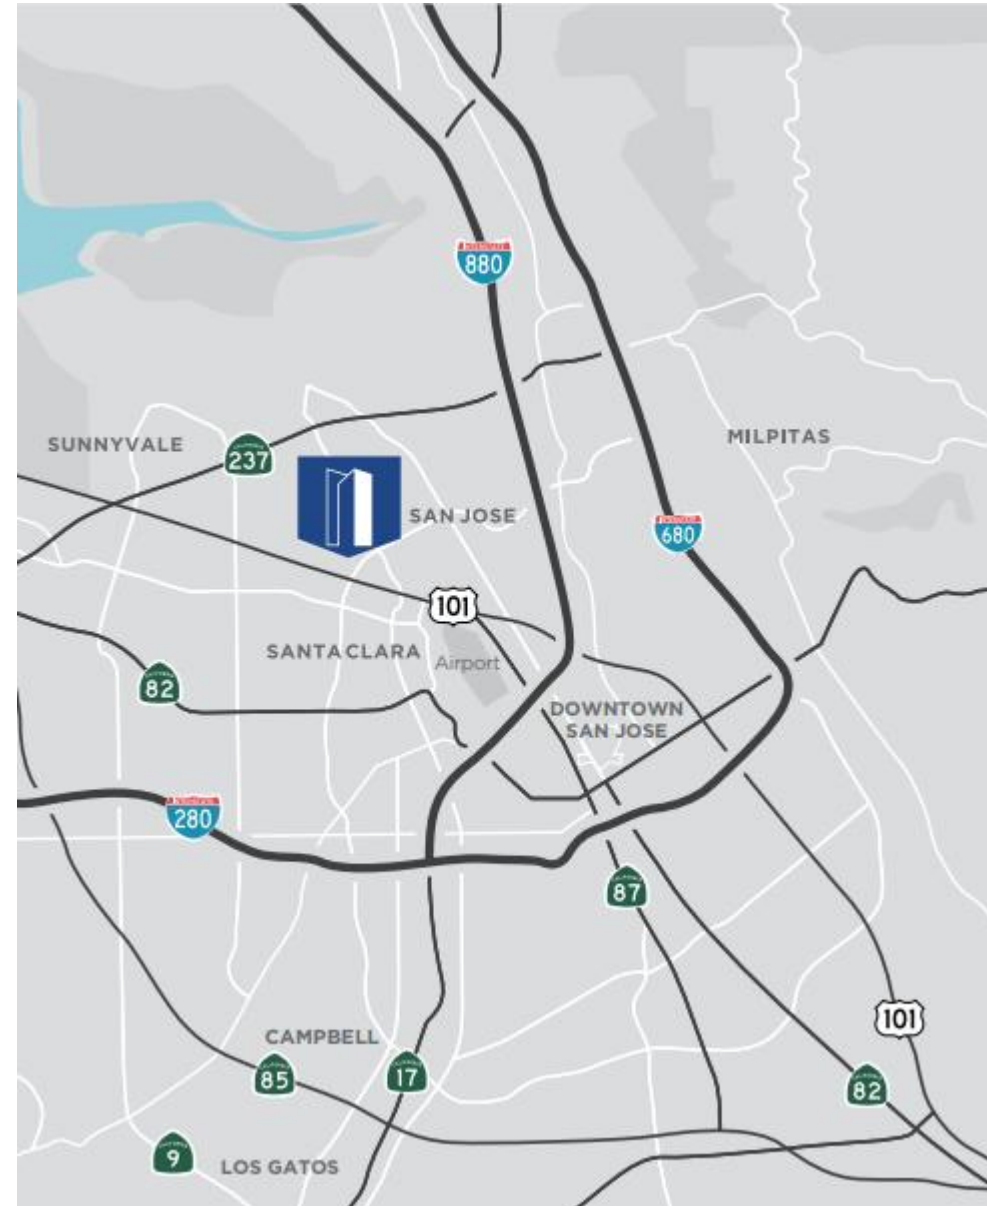 880
MILPITAS
SUNNYVALE
237
SAN JOSE
680
101
SANTA CLARA
Airport
82
DOWNTOWN
SAN JOSE
280
87
101
CAMPBELL
85
17
82
9
LOS GATOS